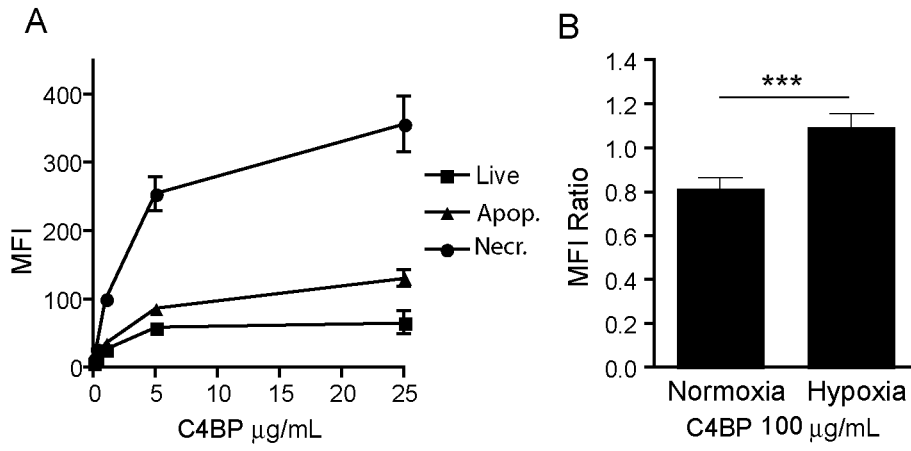 A
MFI
400
300
200
100
0
0 5 10 15 20 25
C4BP μg/mL
Live
Apop.
Necr.
B
MFI Ratio
1.4
1.2
1.0
0.8
0.6
0.4
0.2
0.0
***
Normoxia Hypoxia
C4BP 100 μg/mL